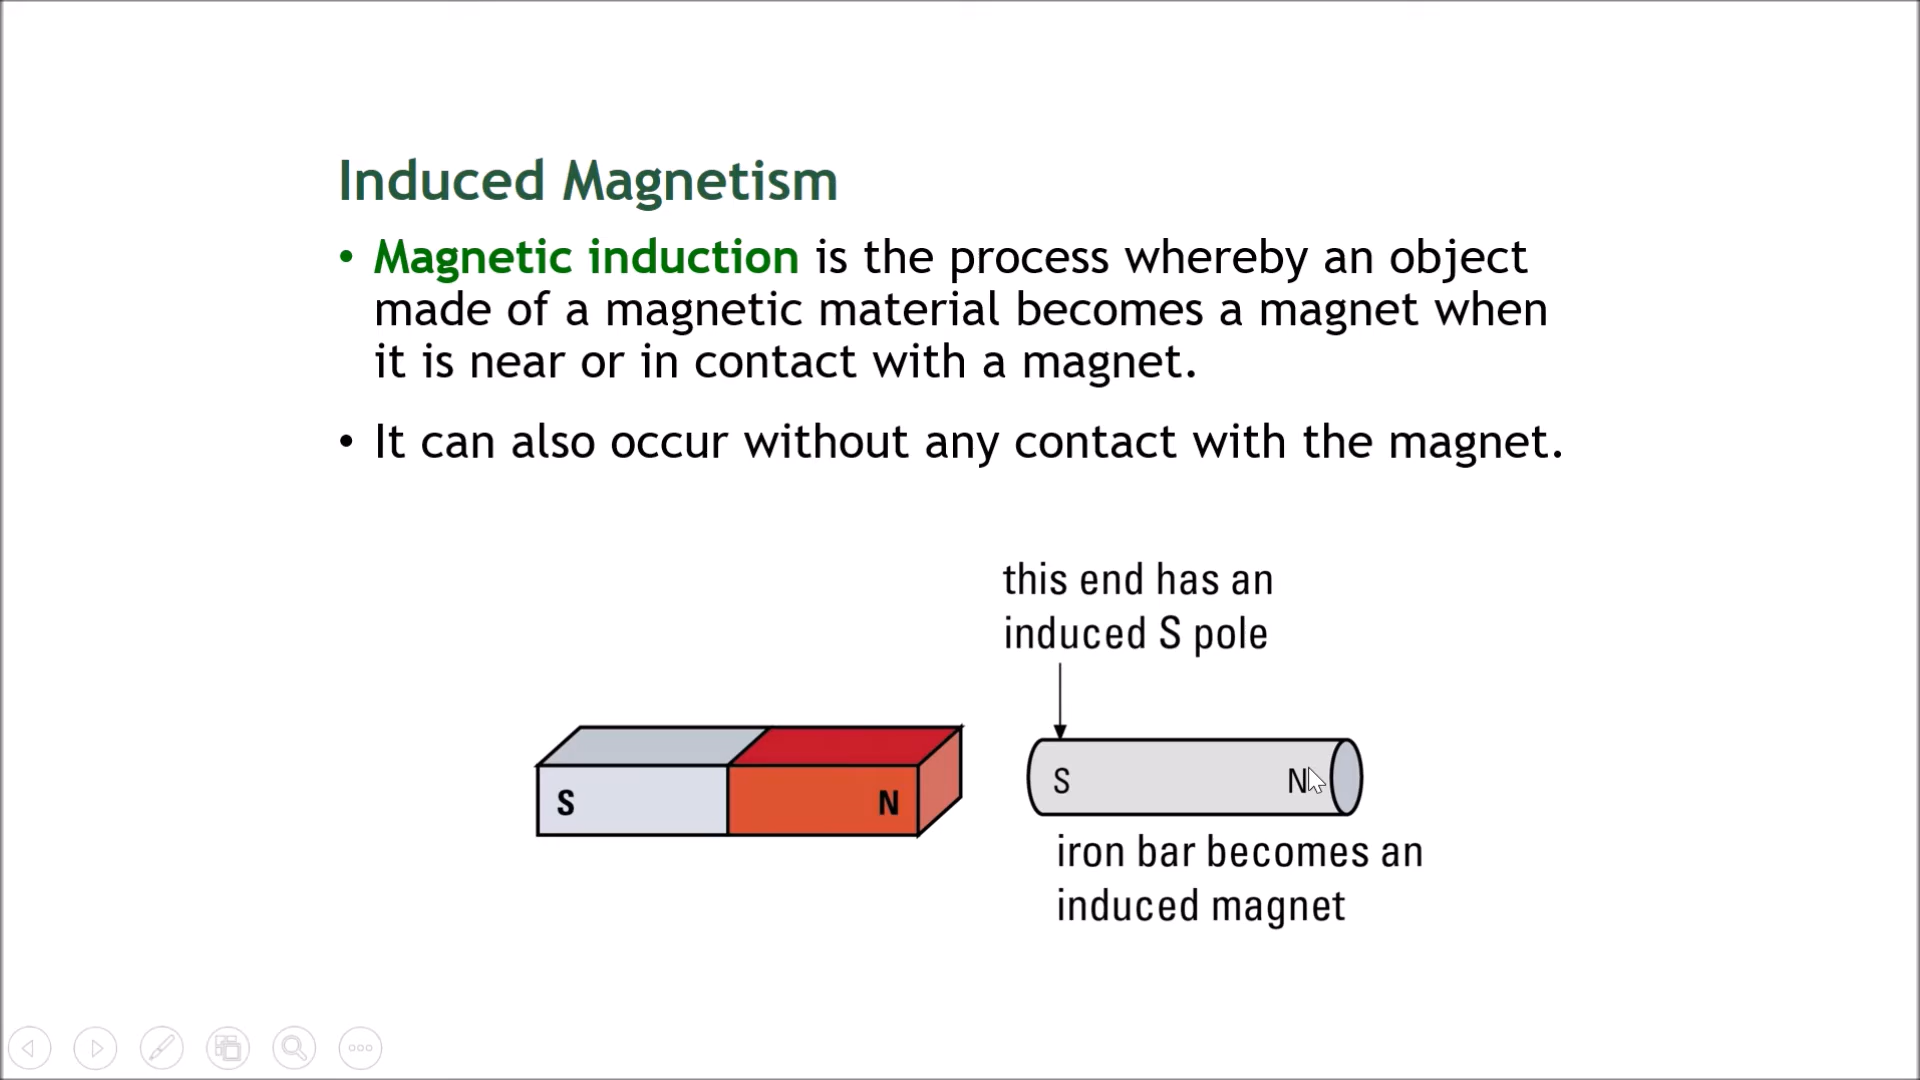 Induced Magnetism
• Magnetic induction is the process whereby an object
made of a magnetic material becomes a magnet when
it is near or in contact with a magnet.
• It can also occur without any contact with the magnet.
this end has an
induced S pole
S N
S N
iron bar becomes an
induced magnet